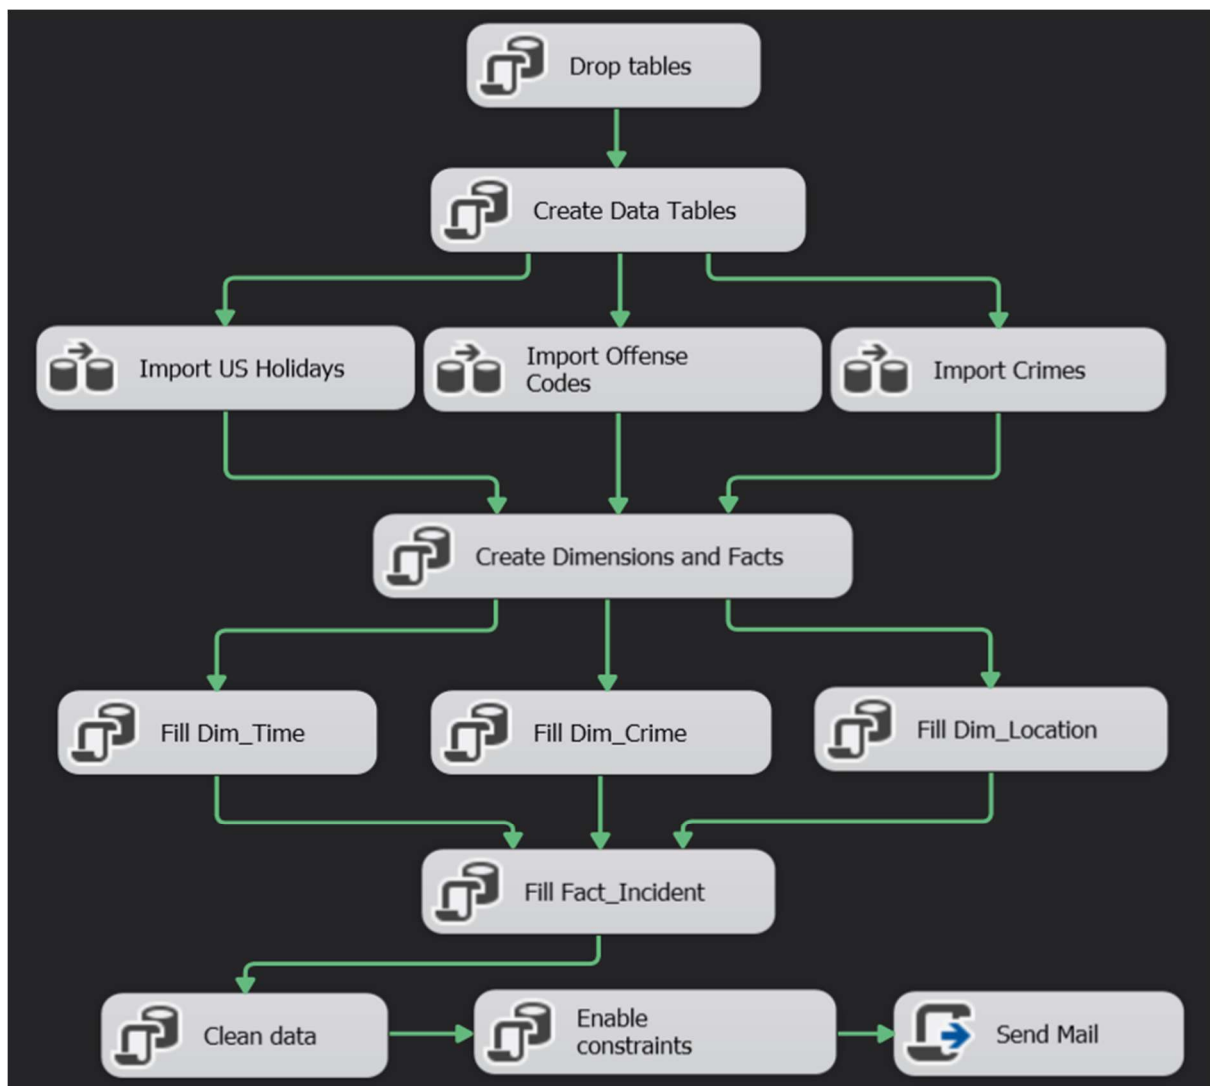 Drop tables
Create Data Tables
Import US Holidays
Import Offense
Codes
Import Crimes
Create Dimensions and Facts
Fill Dim_Time
Fill Dim_Crime
Fill Dim_Location
Fill Fact_Incident
Clean data
Enable
constraints
Send Mail